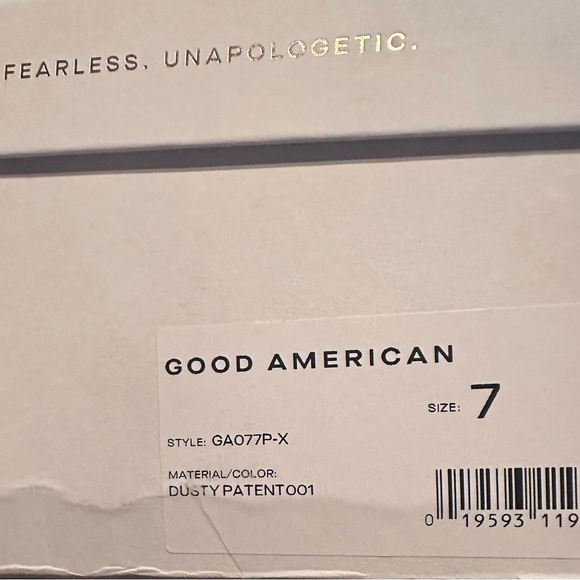 FEARLESS. UNAPOLOGETIC.
GOOD AMERICAN
SIZE: 7
STYLE: GA077P-X
MATERIAL/COLOR:
DUSTY PATENT001
0 19593 119